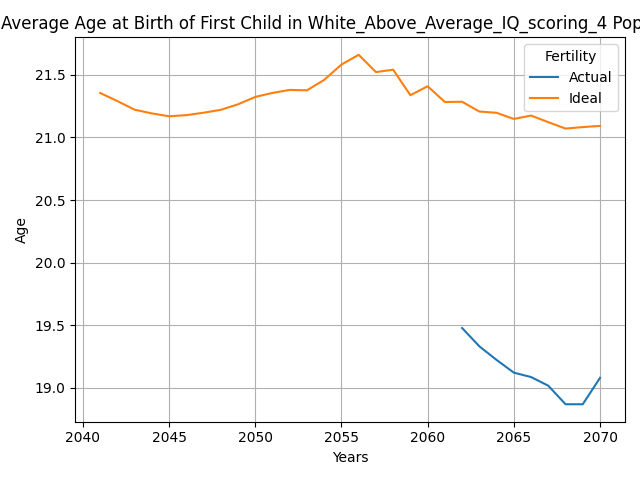 Average Age at Birth of First Child in White_Above_Average_IQ_scoring_4 Pop
Fertility
Actual
Ideal
21.5
21.0
20.5
20.0
19.5
19.0
Age
2040 2045 2050 2055 2060 2065 2070
Years